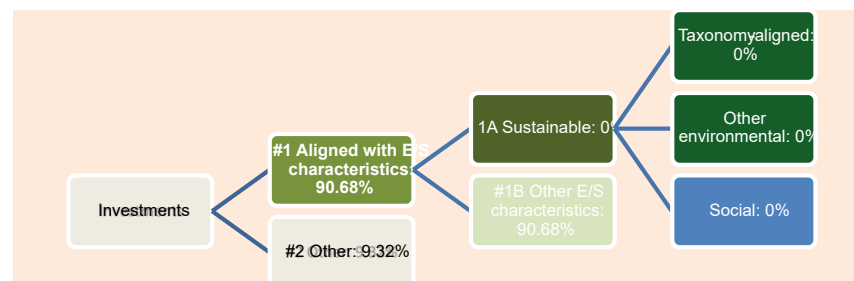 Investments
#1 Aligned with E/S
characteristics:
90.68%
#2 Other: 9.32%
1A Sustainable: 0%
#1B Other E/S
characteristics:
90.68%
Taxonomy-aligned:
0%
Other
environmental: 0%
Social: 0%